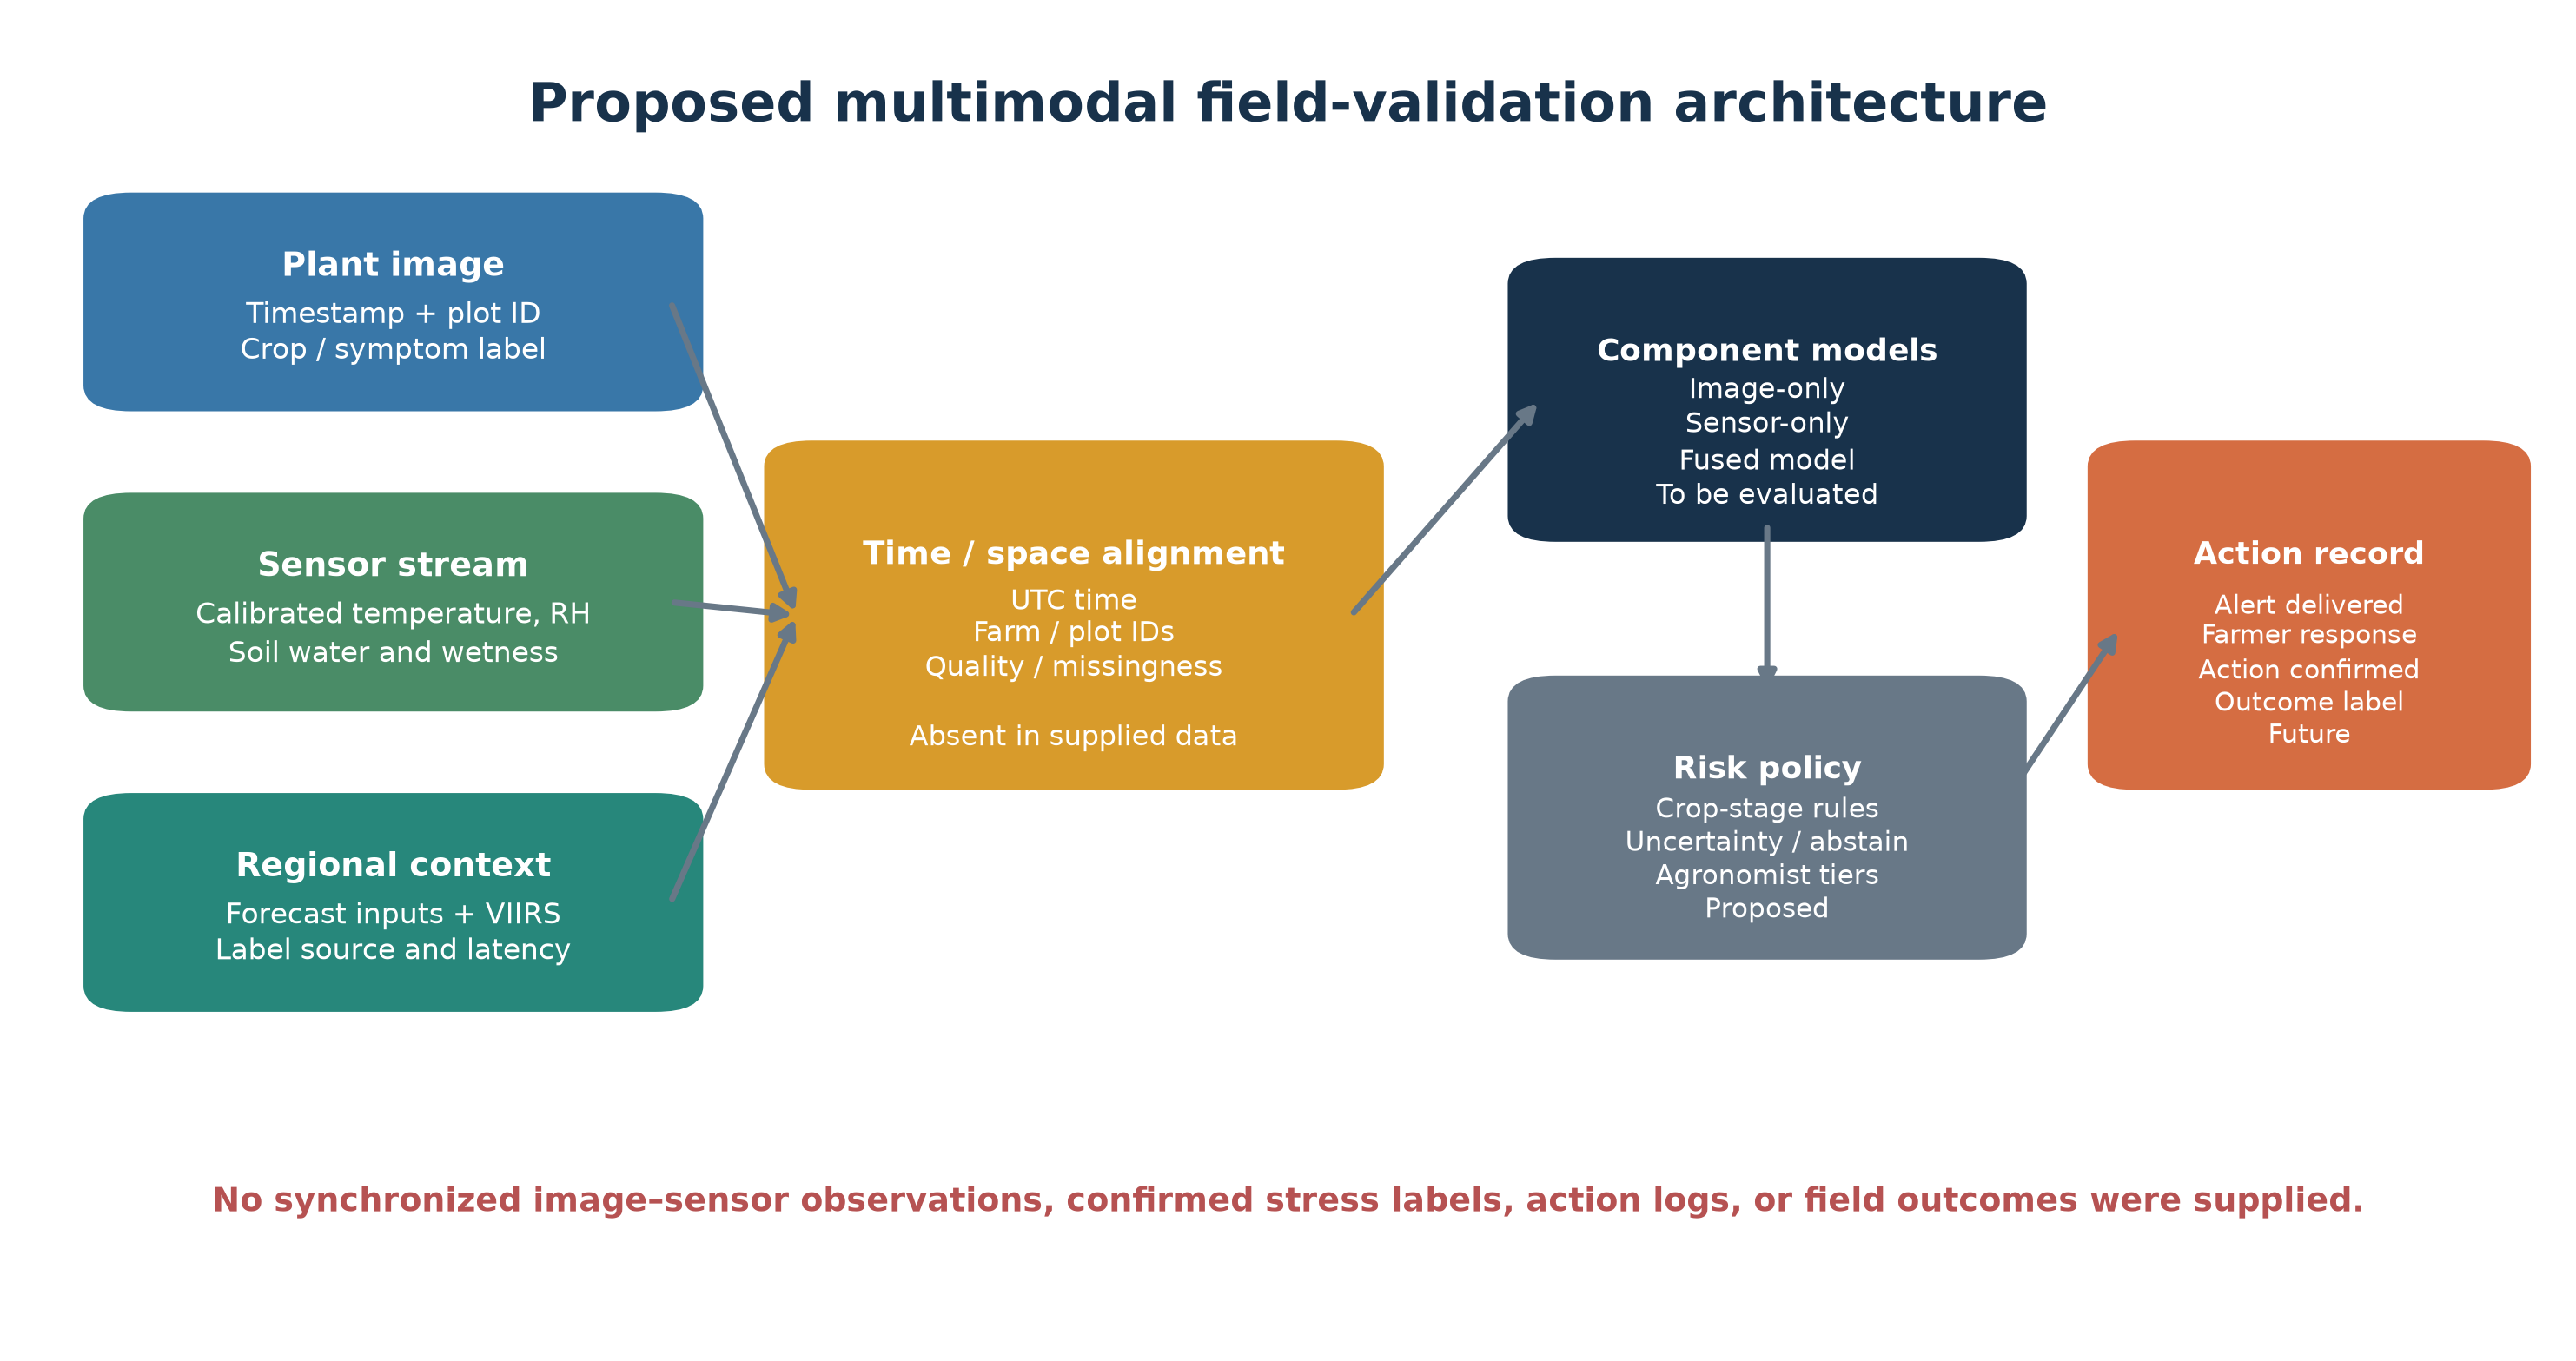 Proposed multimodal field-validation architecture
Plant image
Timestamp + plot ID
Crop / symptom label
Sensor stream
Calibrated temperature, RH
Soil water and wetness
Regional context
Forecast inputs + VIIRS
Label source and latency
Time / space alignment
UTC time
Farm / plot IDs
Quality / missingness
Absent in supplied data
Component models
Image-only
Sensor-only
Fused model
To be evaluated
Risk policy
Crop-stage rules
Uncertainty / abstain
Agronomist tiers
Proposed
Action record
Alert delivered
Farmer response
Action confirmed
Outcome label
Future
No synchronized image–sensor observations, confirmed stress labels, action logs, or field outcomes were supplied.